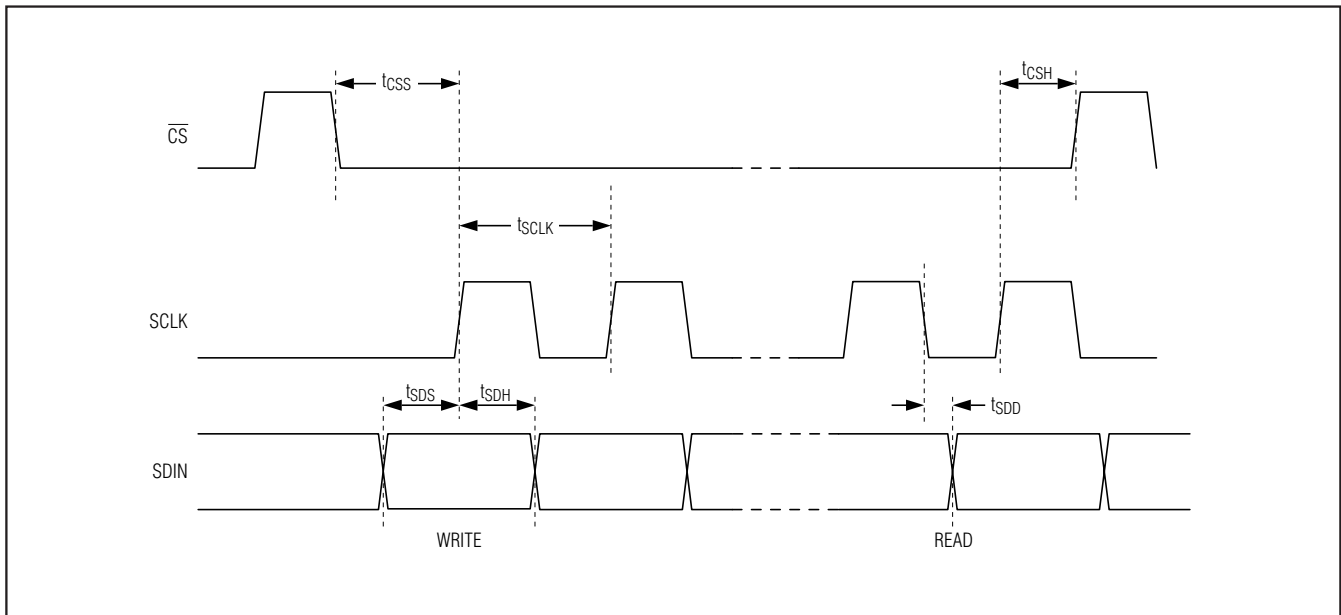 tCSS
tCSH
CS
tSCLK
SCLK
tSDS
tSDH
tSDD
SDIN
WRITE
READ